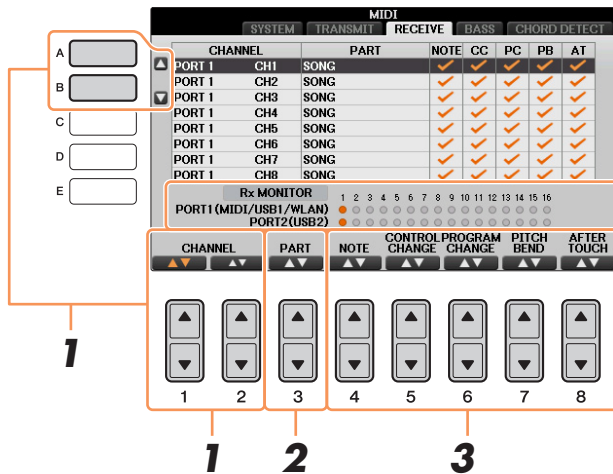 MIDI
SYSTEM TRANSMIT RECEIVE BASS CHORD DETECT
CHANNEL PART NOTE CC PC PB AT
A PORT 1 CH1 SONG
PORT 1 CH2 SONG
B PORT 1 CH3 SONG
PORT 1 CH4 SONG
C PORT 1 CH5 SONG
PORT 1 CH6 SONG
D PORT 1 CH7 SONG
PORT 1 CH8 SONG
E Rx MONITOR 1 2 3 4 5 6 7 8 9 10 11 12 13 14 15 16
PORT1(MIDI/USB1/WLAN)
PORT2(USB2)
CHANNEL PART NOTE CONTROL CHANGE PROGRAM CHANGE PITCH BEND AFTER TOUCH
1
1 2 3 4 5 6 7 8
1 2 3